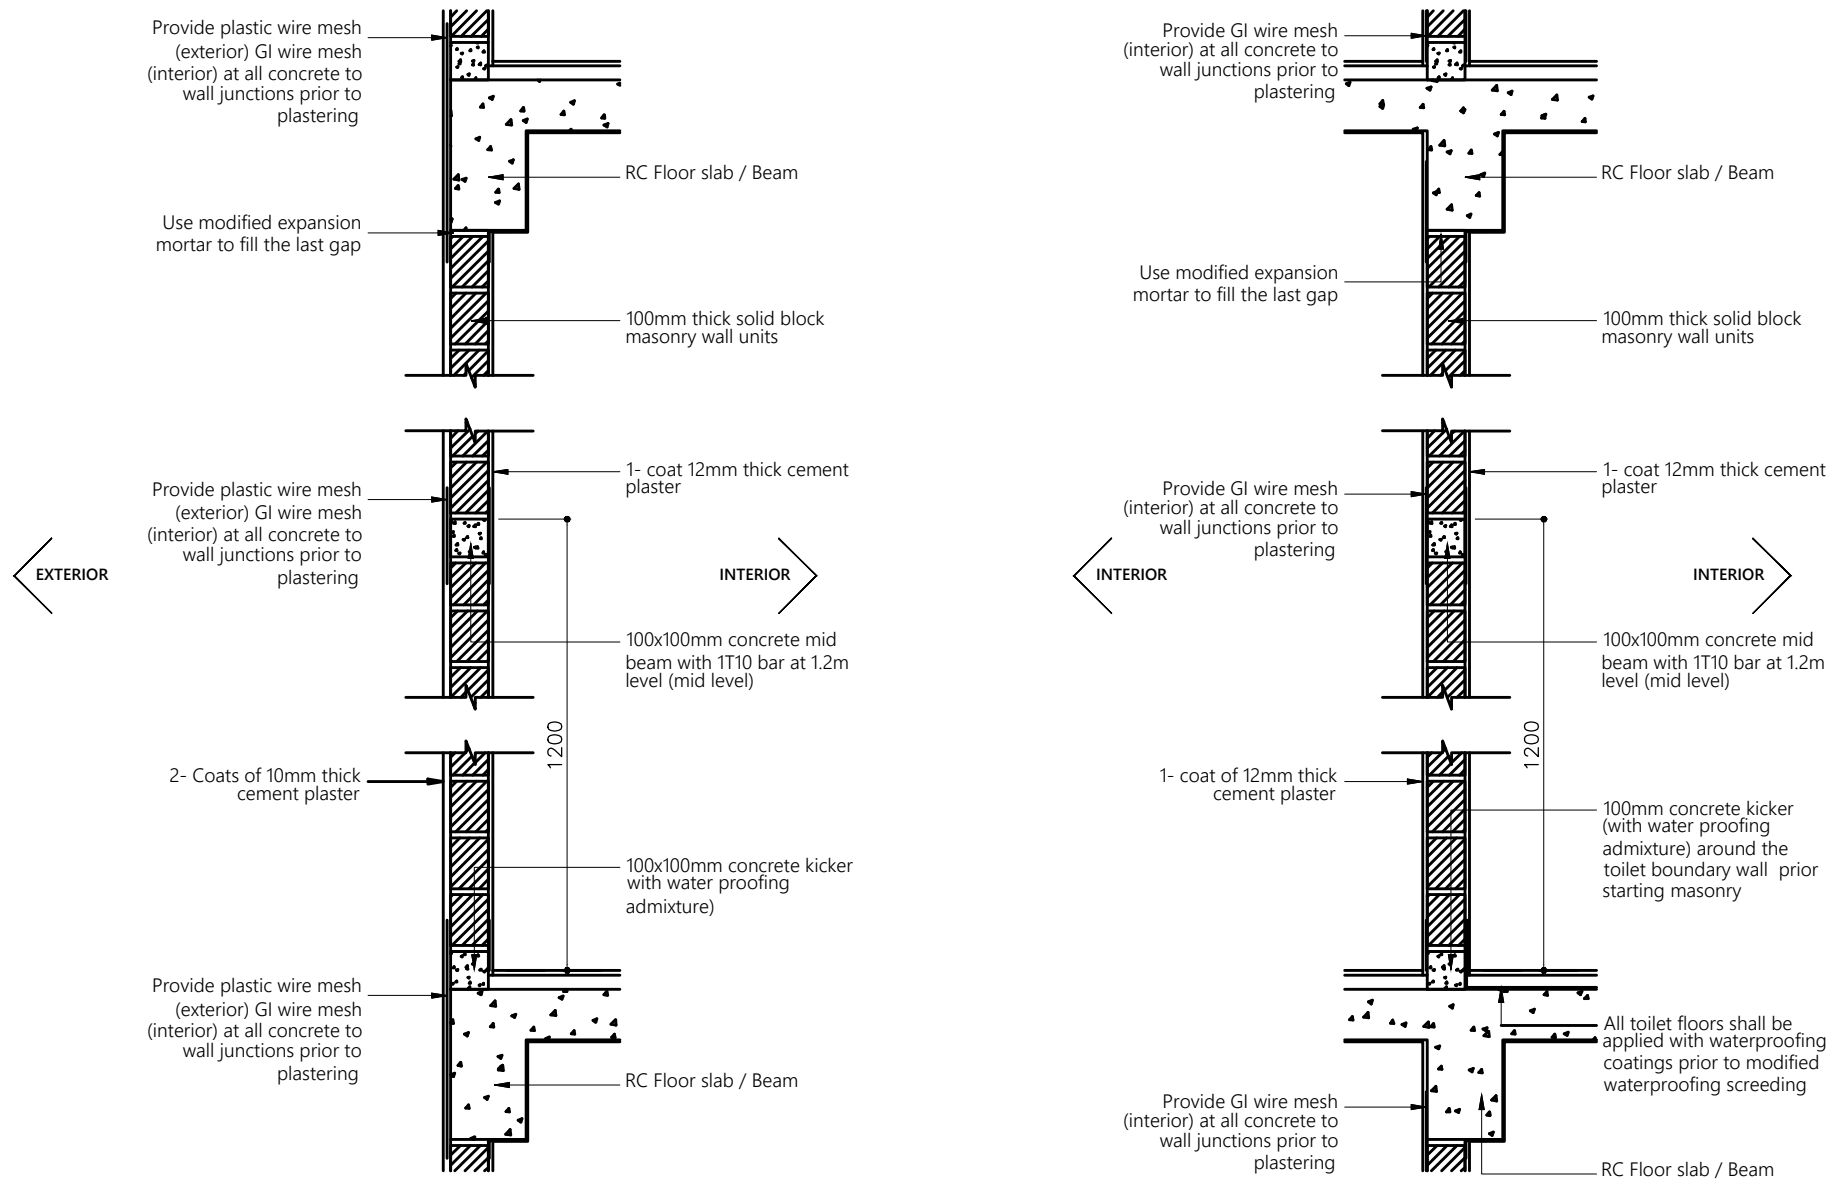 Provide plastic wire mesh
(exterior) GI wire mesh
(interior) at all concrete to
wall junctions prior to
plastering
RC Floor slab / Beam
Use modified expansion
mortar to fill the last gap
100mm thick solid block
masonry wall units
1- coat 12mm thick cement
plaster
Provide plastic wire mesh
(exterior) GI wire mesh
(interior) at all concrete to
wall junctions prior to
plastering
EXTERIOR
INTERIOR
100x100mm concrete mid
beam with 1T10 bar at 1.2m
level (mid level)
1200
2- Coats of 10mm thick
cement plaster
100x100mm concrete kicker
with water proofing
admixture)
Provide plastic wire mesh
(exterior) GI wire mesh
(interior) at all concrete to
wall junctions prior to
plastering
RC Floor slab / Beam
Provide GI wire mesh
(interior) at all concrete to
wall junctions prior to
plastering
RC Floor slab / Beam
Use modified expansion
mortar to fill the last gap
100mm thick solid block
masonry wall units
1- coat 12mm thick cement
plaster
Provide GI wire mesh
(interior) at all concrete to
wall junctions prior to
plastering
INTERIOR
INTERIOR
100x100mm concrete mid
beam with 1T10 bar at 1.2m
level (mid level)
1200
1- coat of 12mm thick
cement plaster
100mm concrete kicker
(with water proofing
admixture) around the
toilet boundary wall prior
starting masonry
All toilet floors shall be
applied with waterproofing
coatings prior to modified
waterproofing screeding
Provide GI wire mesh
(interior) at all concrete to
wall junctions prior to
plastering
RC Floor slab / Beam